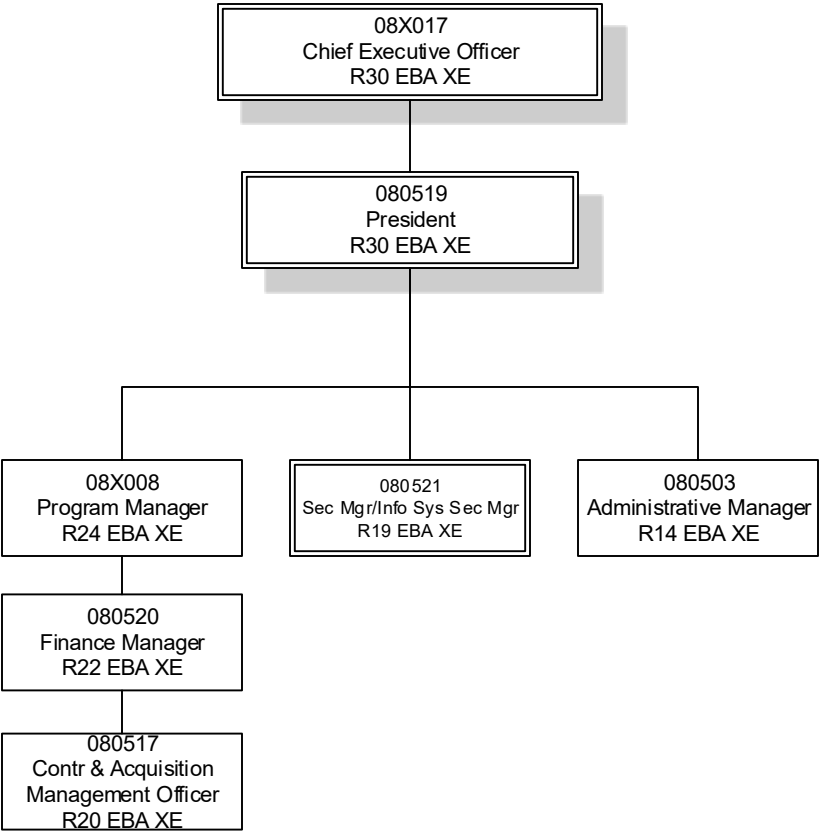 08X017
Chief Executive Officer
R30 EBA XE
080519
President
R30 EBA XE
08X008
Program Manager
R24 EBA XE
080521
Sec Mgr/Info Sys Sec Mgr
R19 EBA XE
080503
Administrative Manager
R14 EBA XE
080520
Finance Manager
R22 EBA XE
080517
Contr & Acquisition
Management Officer
R20 EBA XE